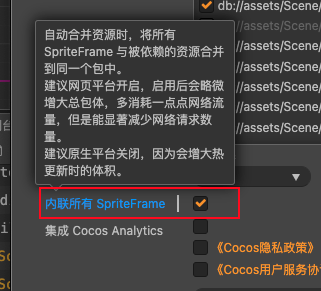 db://assets/Scene/
自动合并资源时，将所有
db://assets/Scene/
SpriteFrame 与被依赖的资源合并
db://assets/Scene/
到同一个包中。
db://assets/Scene/
建议网页平台开启，启用后会略微
db://assets/Scene/
增大总包体，多消耗一点点网络流
db://assets/Scene/
量，但是能显著减少网络请求数
db://assets/Scene/
量。
建议原生平台关闭，因为会增大热
更新时的体积。
内联所有 SpriteFrame
集成 Cocos Analytics
《Cocos隐私政策》
《Cocos用户服务协